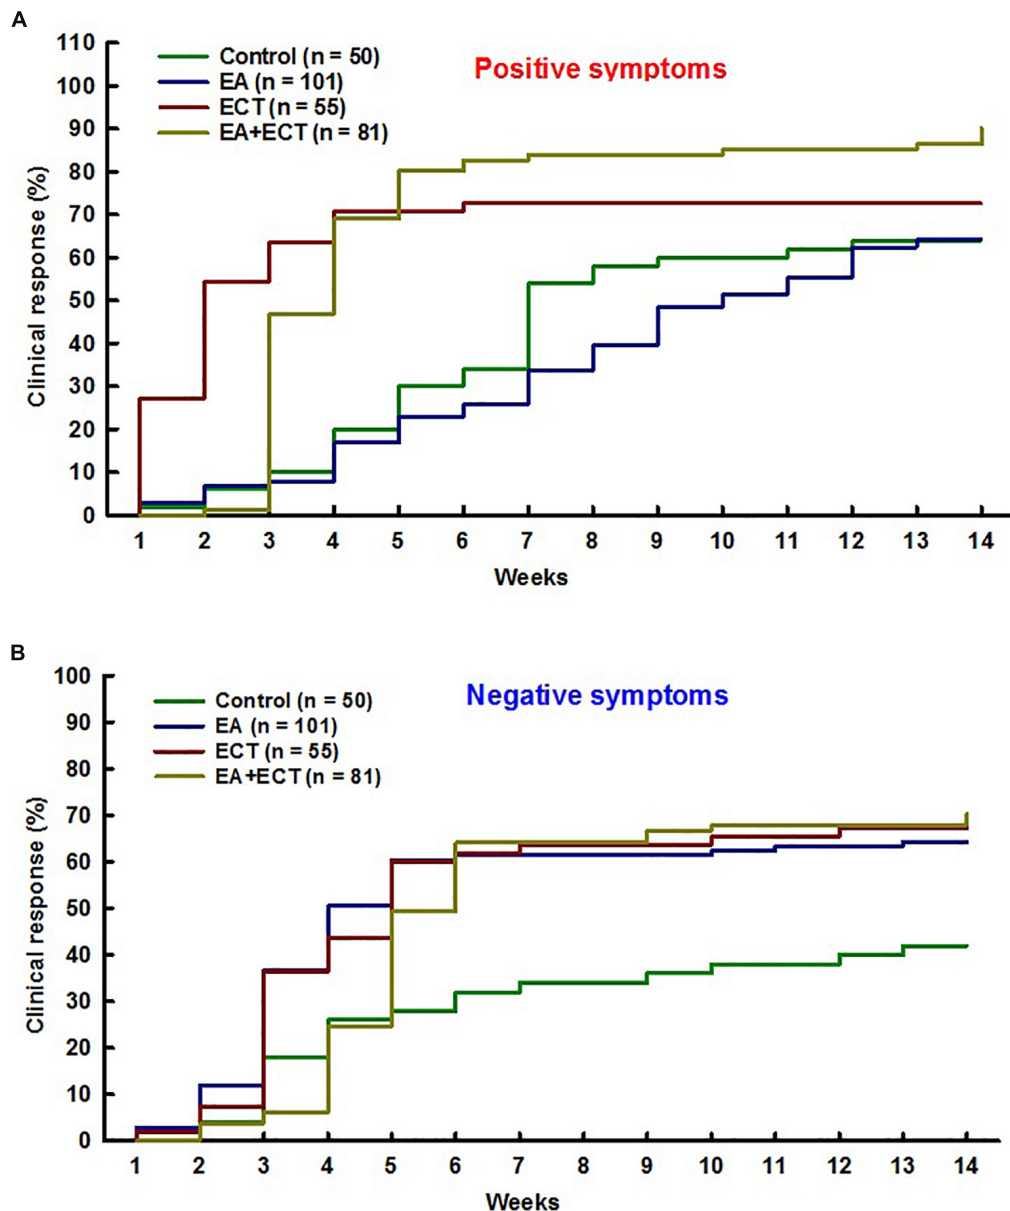 A
Positive symptoms
Control (n = 50)
EA (n = 101)
ECT (n = 55)
EA+ECT (n = 81)
Clinical response (%)
110
100
90
80
70
60
50
40
30
20
10
0
1 2 3 4 5 6 7 8 9 10 11 12 13 14
Weeks
B
Negative symptoms
Control (n = 50)
EA (n = 101)
ECT (n = 55)
EA+ECT (n = 81)
Clinical response (%)
100
90
80
70
60
50
40
30
20
10
0
1 2 3 4 5 6 7 8 9 10 11 12 13 14
Weeks